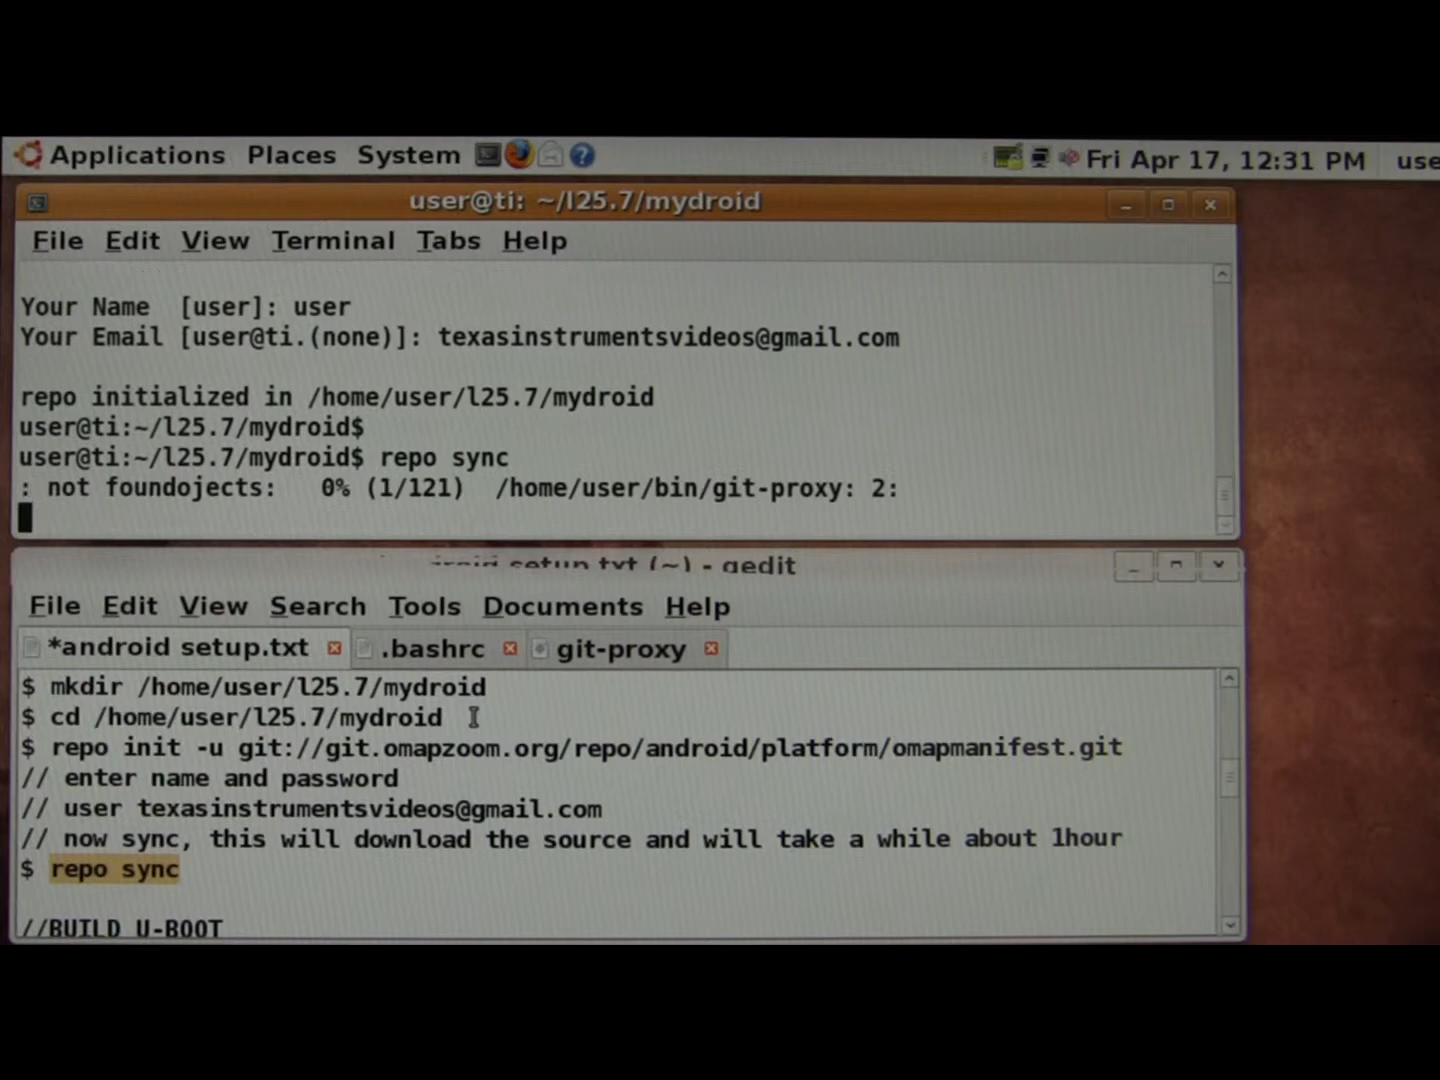 Applications Places System Fri Apr 17, 12:31 PM use
user@ti: ~/l25.7/mydroid
File Edit View Terminal Tabs Help
Your Name [user]: user
Your Email [user@ti.(none)]: texasinstrumentsvideos@gmail.com
repo initialized in /home/user/l25.7/mydroid
user@ti:~/l25.7/mydroid$
user@ti:~/l25.7/mydroid$ repo sync
: not foundojects: 0% (1/121) /home/user/bin/git-proxy: 2:
setup.txt (~) - gedit
File Edit View Search Tools Documents Help
*android setup.txt .bashrc git-proxy
$ mkdir /home/user/l25.7/mydroid
$ cd /home/user/l25.7/mydroid
$ repo init -u git://git.omapzoom.org/repo/android/platform/omapmanifest.git
// enter name and password
// user texasinstrumentsvideos@gmail.com
// now sync, this will download the source and will take a while about 1hour
$ repo sync
//BUILD U-BOOT